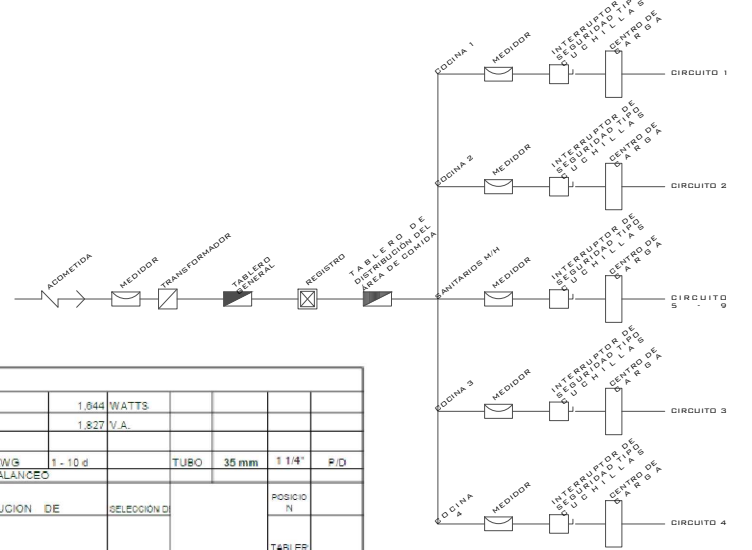 COCINA 1
MEDIDOR
INTERRUPTOR DE
SEGURIDAD TIPO
CUCHILLAS
CENTRO DE
CARGA
CIRCUITO 1
COCINA 2
MEDIDOR
INTERRUPTOR DE
SEGURIDAD TIPO
CUCHILLAS
CENTRO DE
CARGA
CIRCUITO 2
ACOMETIDA
MEDIDOR
TRANSFORMADOR
TABLERO
GENERAL
REGISTRO
TABLERO DE
DISTRIBUCIÓN DEL
ÁREA DE COMIDA
SANITARIOS M/H
MEDIDOR
INTERRUPTOR DE
SEGURIDAD TIPO
CUCHILLAS
CENTRO DE
CARGA
CIRCUITO
5 - 9
COCINA 3
MEDIDOR
INTERRUPTOR DE
SEGURIDAD TIPO
CUCHILLAS
CENTRO DE
CARGA
CIRCUITO 3
COCINA
4
MEDIDOR
INTERRUPTOR DE
SEGURIDAD TIPO
CUCHILLAS
CENTRO DE
CARGA
CIRCUITO 4
1,644 WATTS
1,827 V.A.
WG 1 - 10 d TUBO 35 mm 1 1/4" P/D
ALANCEO
UCION DE SELECCIÓN D
POSICIO
N
TABLER